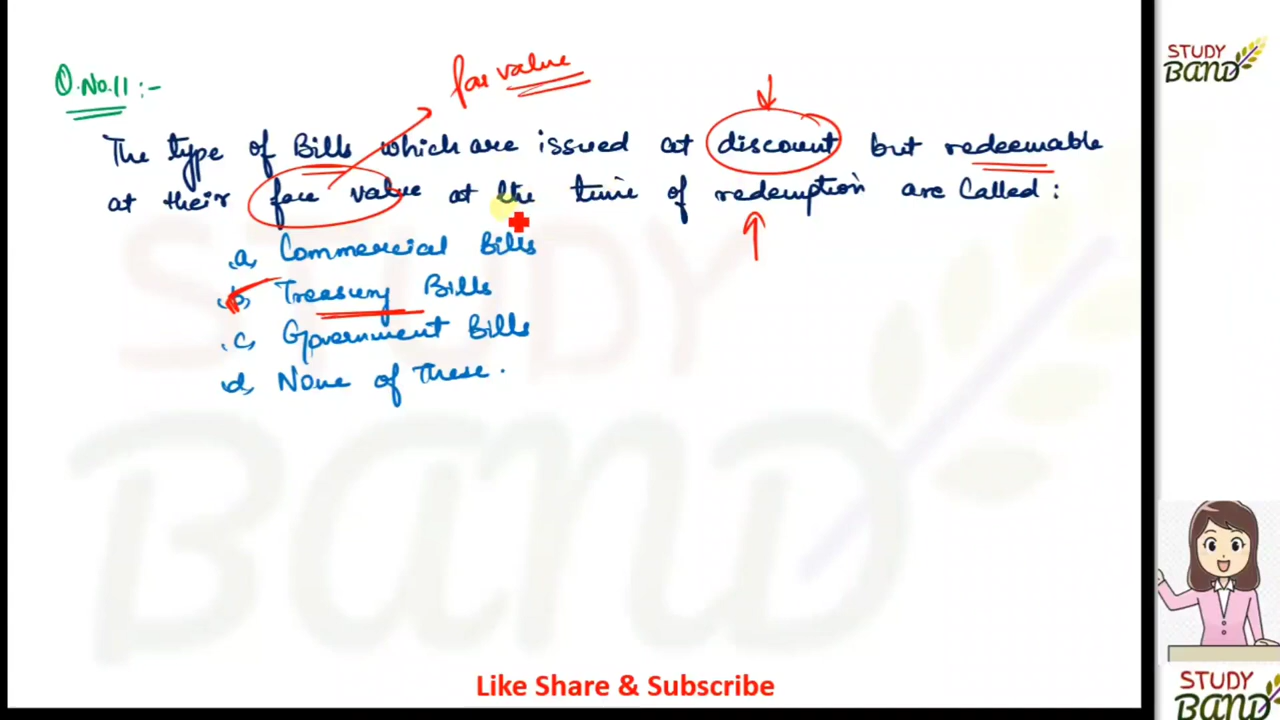 Q.No.11:-
par value
The type of Bills which are issued at discount but redeemable
at their face value at the time of redemption are Called:
a, Commercial Bills
b, Treasury Bills
c, Government Bills
d, None of these.
STUDY
BAND
STUDY
BAND
Like Share & Subscribe
STUDY
BAND